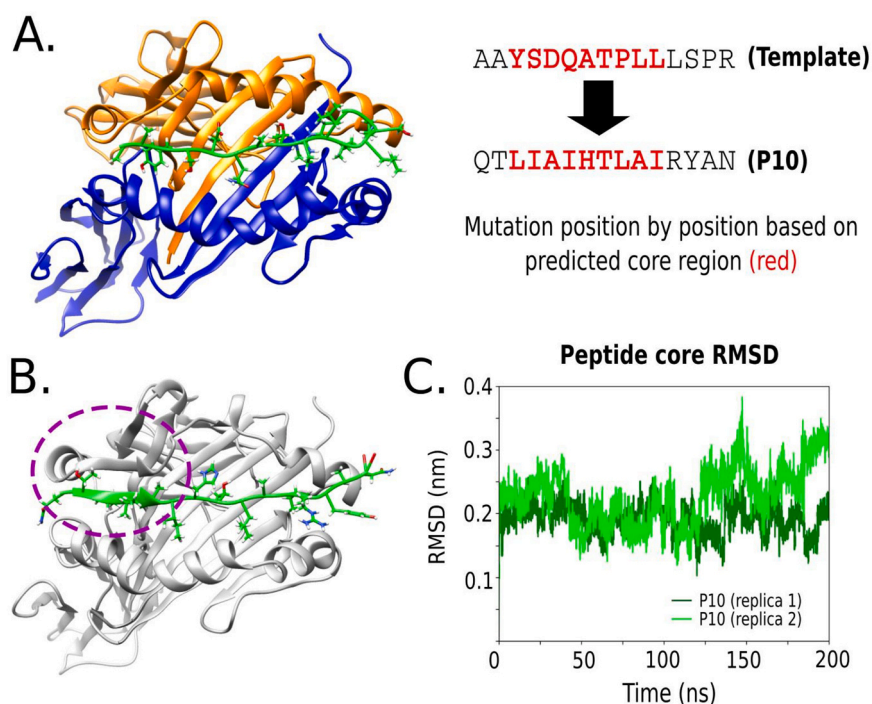 A.
AAYSDQATPLLLSPR (Template)
QTLIAIHTLAIRYAN (P10)
Mutation position by position based on
predicted core region (red)
B.
C.
Peptide core RMSD
0.4
0.3
0.2
0.1
RMSD (nm)
P10 (replica 1)
P10 (replica 2)
0 50 100 150 200
Time (ns)